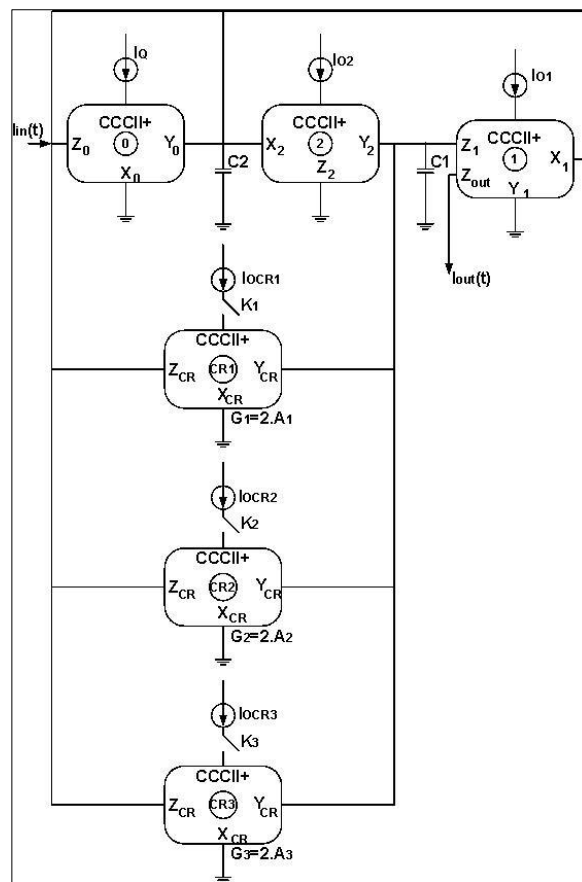 IQ
IO2
IO1
Iin(t)
CCCII+
Z0 0 Y0
X0
C2
CCCII+
X2 2 Y2
Z2
C1
CCCII+
Z1 1 X1
Zout
Y1
Iout(t)
IOCR1
K1
CCCII+
ZCR CR1 YCR
XCR
G1=2.A1
IOCR2
K2
CCCII+
ZCR CR2 YCR
XCR
G2=2.A2
IOCR3
K3
CCCII+
ZCR CR3 YCR
XCR
G3=2.A3